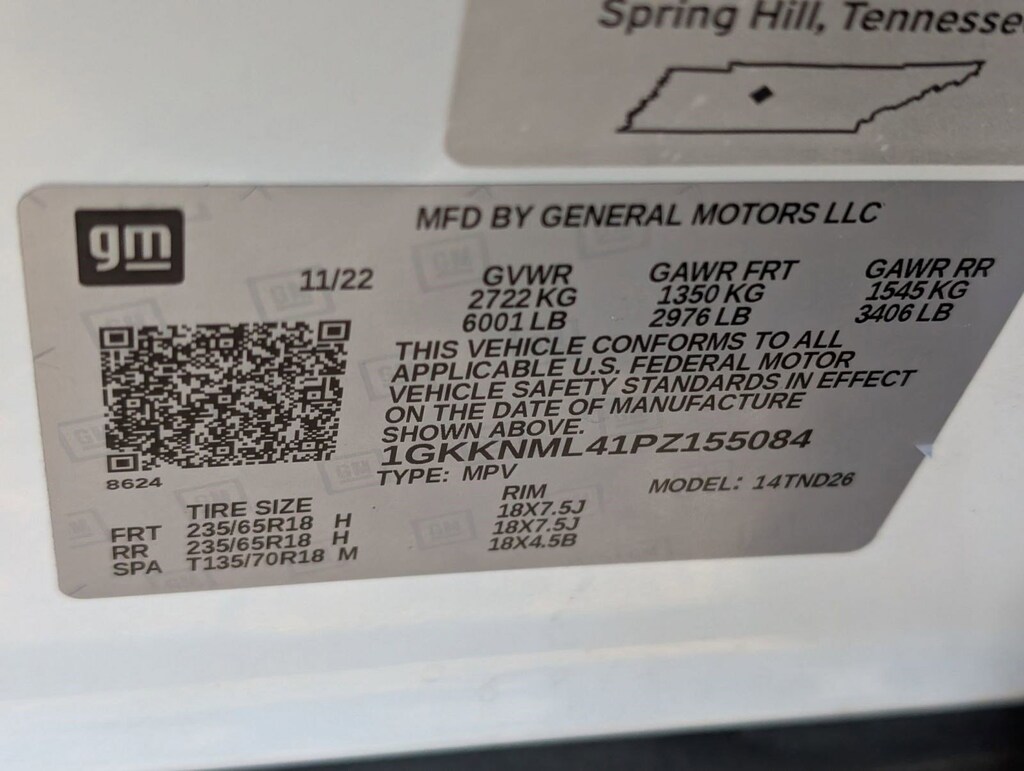 Spring Hill, Tennesse
gm
MFD BY GENERAL MOTORS LLC
11/22
GVWR GAWR FRT GAWR RR
2722 KG 1350 KG 1545 KG
6001 LB 2976 LB 3406 LB
THIS VEHICLE CONFORMS TO ALL
APPLICABLE U.S. FEDERAL MOTOR
VEHICLE SAFETY STANDARDS IN EFFECT
ON THE DATE OF MANUFACTURE
SHOWN ABOVE.
1GKKNML41PZ155084
TYPE: MPV MODEL: 14TND26
8624
TIRE SIZE RIM
FRT 235/65R18 H 18X7.5J
RR 235/65R18 H 18X7.5J
SPA T135/70R18 M 18X4.5B